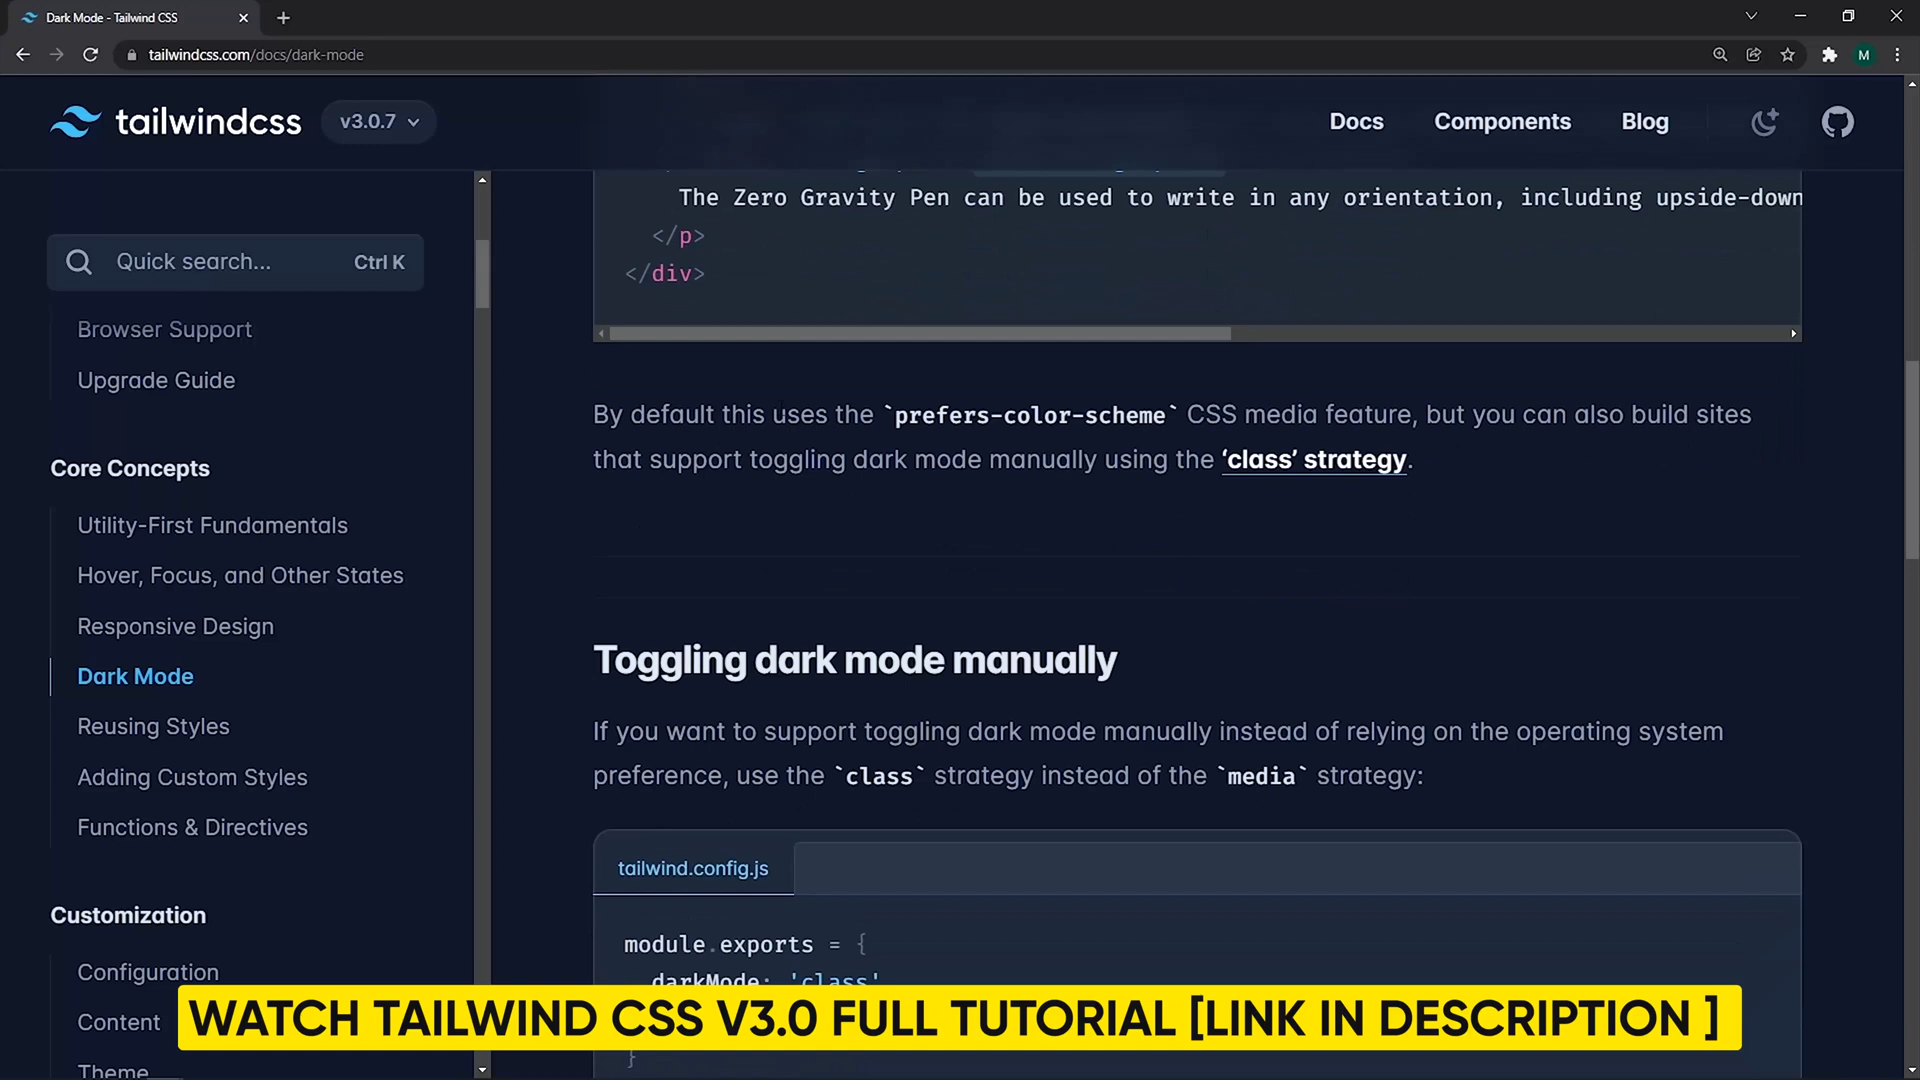 Dark Mode - Tailwind CSS
tailwindcss.com/docs/dark-mode
M
tailwindcss
v3.0.7
Docs
Components
Blog
Quick search...
Ctrl K
Browser Support
Upgrade Guide
Core Concepts
Utility-First Fundamentals
Hover, Focus, and Other States
Responsive Design
Dark Mode
Reusing Styles
Adding Custom Styles
Functions & Directives
Customization
Configuration
Content
Theme
The Zero Gravity Pen can be used to write in any orientation, including upside-down
</p>
</div>
By default this uses the `prefers-color-scheme` CSS media feature, but you can also build sites
that support toggling dark mode manually using the ‘class’ strategy.
Toggling dark mode manually
If you want to support toggling dark mode manually instead of relying on the operating system
preference, use the `class` strategy instead of the `media` strategy:
tailwind.config.js
module.exports = {
darkMode: 'class'
}
WATCH TAILWIND CSS V3.0 FULL TUTORIAL [LINK IN DESCRIPTION ]